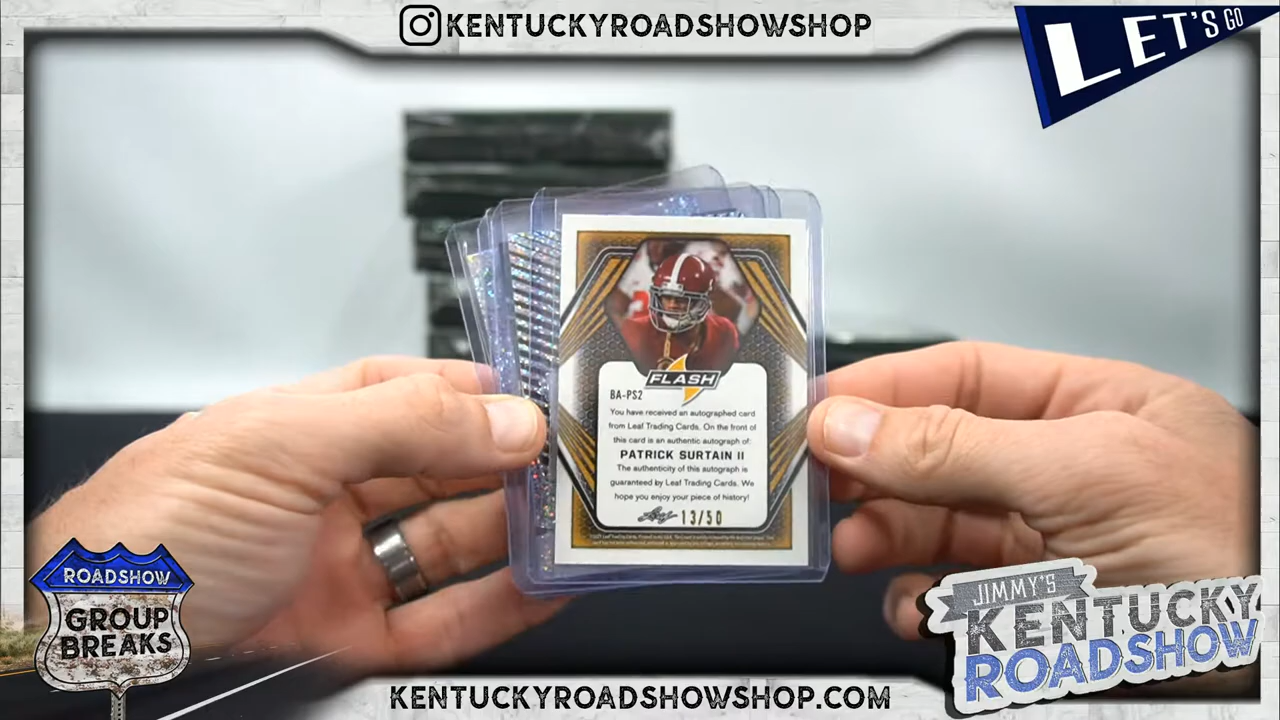 KENTUCKYROADSHOWSHOP
LET'S GO
FLASH
BA-PS2
You have received an autographed card
from Leaf Trading Cards. On the front of
this card is an authentic autograph of:
PATRICK SURTAIN II
The authenticity of this autograph is
guaranteed by Leaf Trading Cards. We
hope you enjoy your piece of history!
Leaf 13/50
ROADSHOW
GROUP
BREAKS
JIMMY'S
KENTUCKY
ROADSHOW
KENTUCKYROADSHOWSHOP.COM